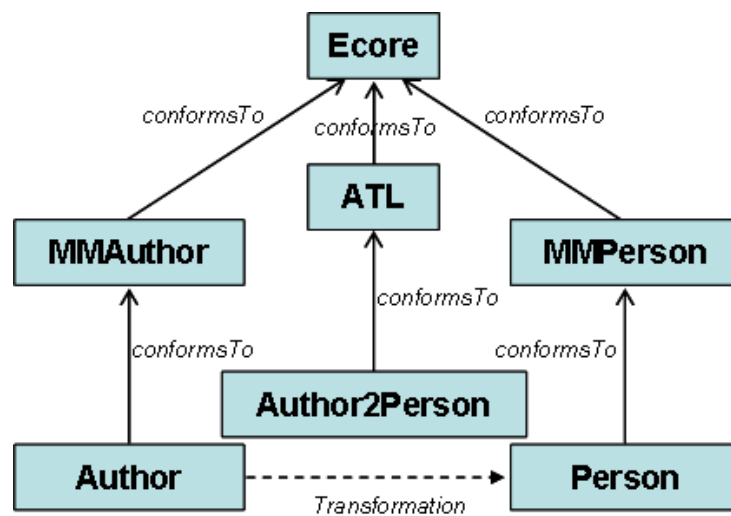 Ecore
conformsTo
conformsTo
conformsTo
ATL
MMAuthor
MMPerson
conformsTo
conformsTo
conformsTo
Author2Person
Author
Person
Transformation